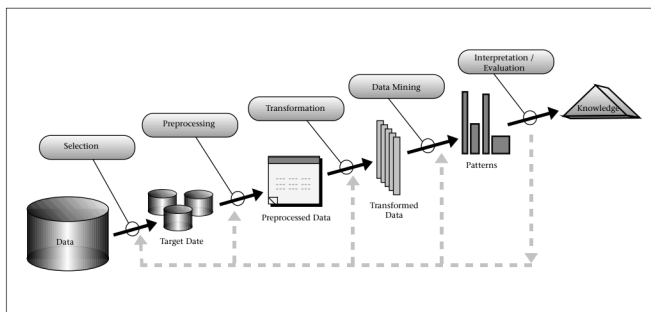 Interpretation /
Evaluation
Data Mining
Transformation
Preprocessing
Selection
Data
Target Date
Preprocessed Data
Transformed
Data
Patterns
Knowledge